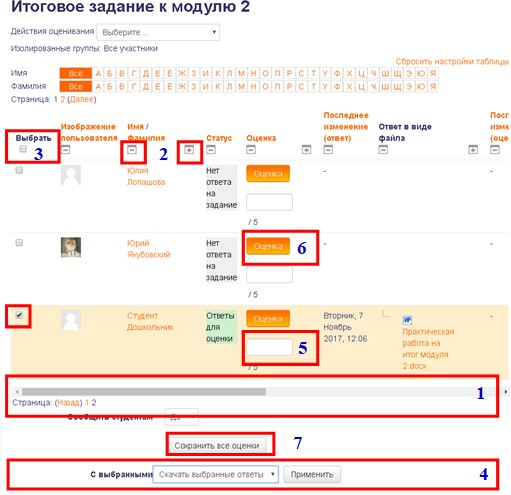 Итоговое задание к модулю 2
Действия оценивания Выберите...
Изолированные группы: Все участники
Сбросить настройки таблицы
Имя Все А Б В Г Д Е Ё Ж З И К Л М Н О П Р С Т У Ф Х Ц Ч Ш Щ Э Ю Я
Фамилия Все А Б В Г Д Е Ё Ж З И К Л М Н О П Р С Т У Ф Х Ц Ч Ш Щ Э Ю Я
Страница: 1 2 (Далее)
Выбрать Изображение пользователя Имя / Фамилия Статус Оценка Последнее изменение (ответ) Ответ в виде файла Посл изме (оце
3 2
Юлия Лопашова Нет ответа на задание Оценка -
/ 5
Юрий Якубовский Нет ответа на задание Оценка 6 -
/ 5
Студент Дошкольник Ответы для оценки Оценка Вторник, 7 Ноябрь 2017, 12:06 Практическая работа на итог модуля 2.docx
5
/ 5
1
Страница: (Назад) 1 2
Сообщить студентам Да
Сохранить все оценки 7
С выбранными Скачать выбранные ответы Применить 4